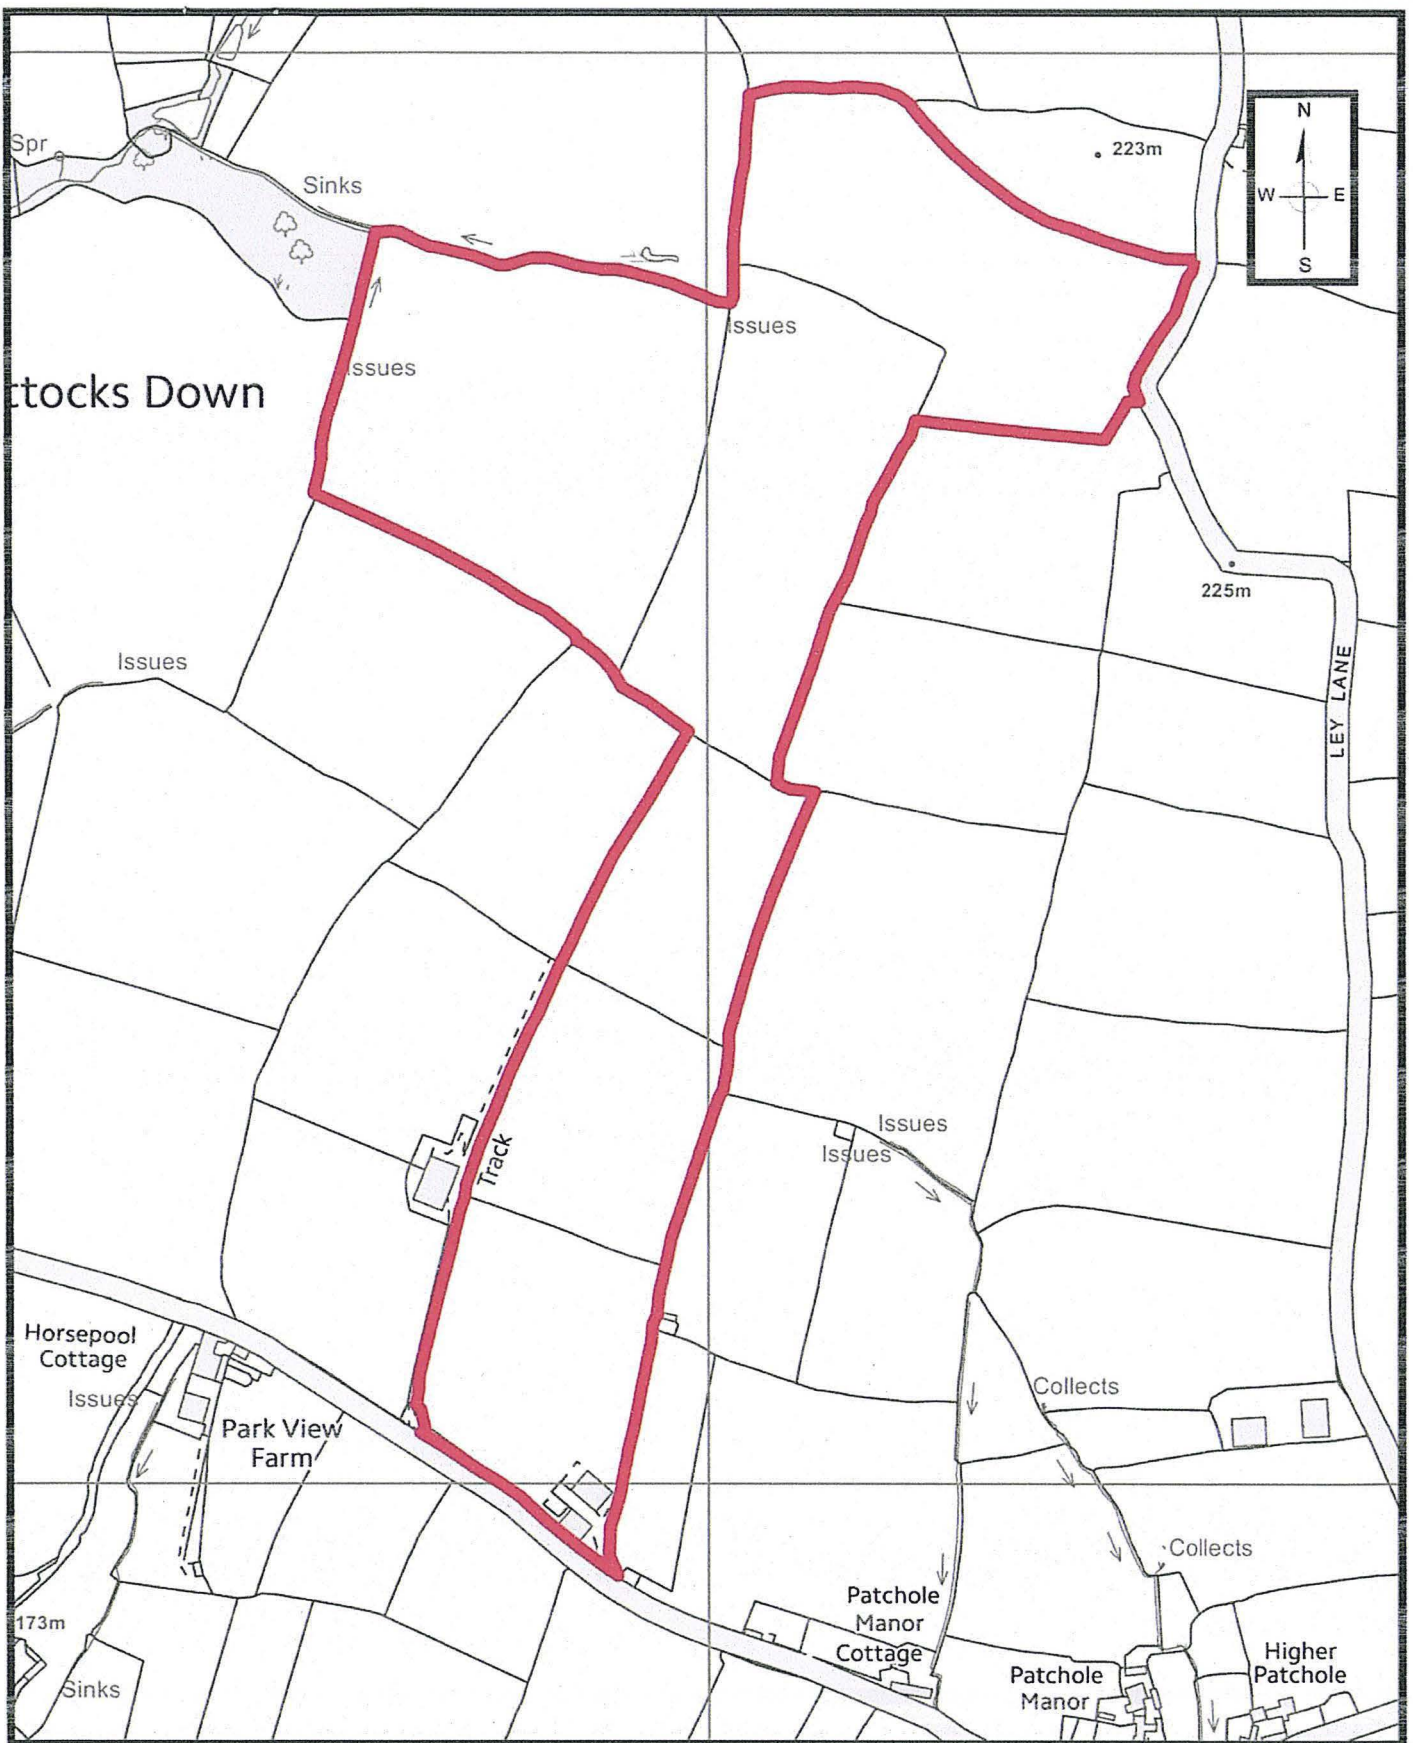 N
W E
S
Spr
Sinks
223m
Issues
Issues
ttocks Down
225m
LEY LANE
Issues
Track
Issues
Issues
Horsepool
Cottage
Issues
Park View
Farm
Collects
Collects
173m
Sinks
Patchole
Manor
Cottage
Patchole
Manor
Higher
Patchole